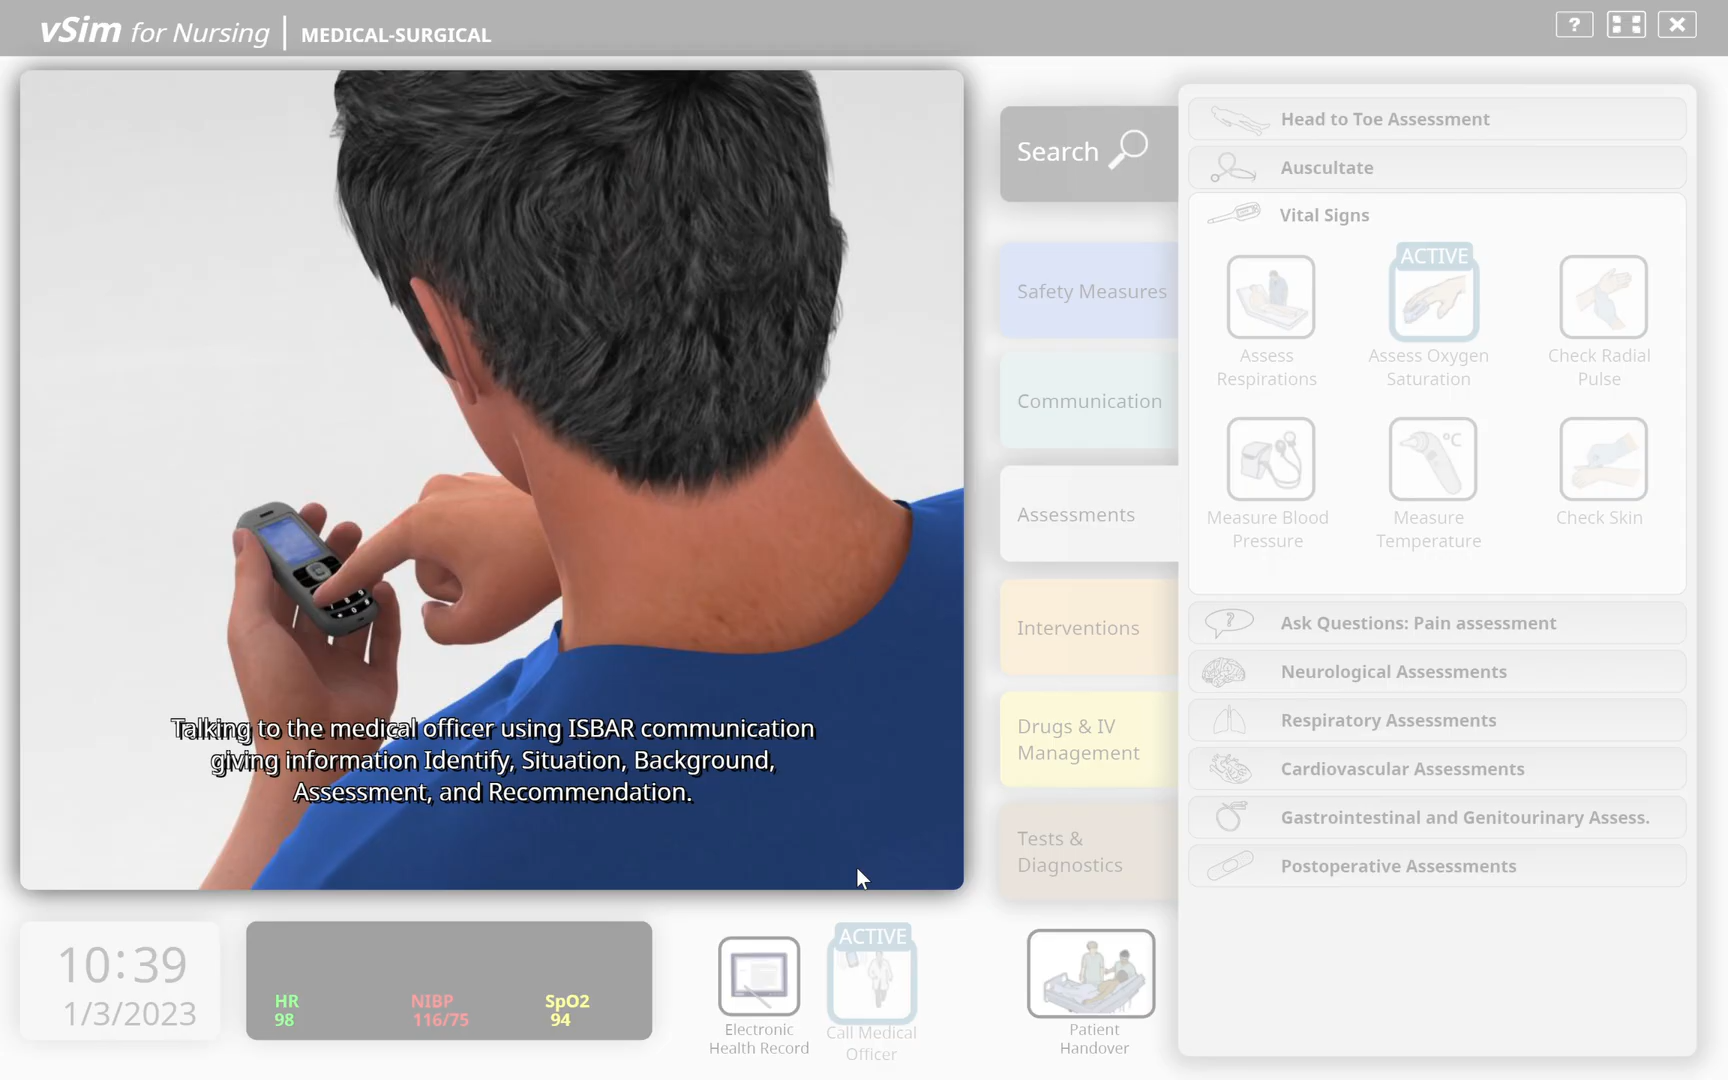 vSim for Nursing | MEDICAL-SURGICAL
?
Search
Safety Measures
Communication
Assessments
Interventions
Drugs & IV
Management
Tests &
Diagnostics
Head to Toe Assessment
Auscultate
Vital Signs
ACTIVE
Assess
Respirations
Assess Oxygen
Saturation
Check Radial
Pulse
°C
Measure Blood
Pressure
Measure
Temperature
Check Skin
Ask Questions: Pain assessment
Neurological Assessments
Respiratory Assessments
Cardiovascular Assessments
Gastrointestinal and Genitourinary Assess.
Postoperative Assessments
Talking to the medical officer using ISBAR communication
giving information Identify, Situation, Background,
Assessment, and Recommendation.
10:39
1/3/2023
HR
98
NIBP
116/75
SpO2
94
Electronic
Health Record
ACTIVE
Call Medical
Officer
Patient
Handover